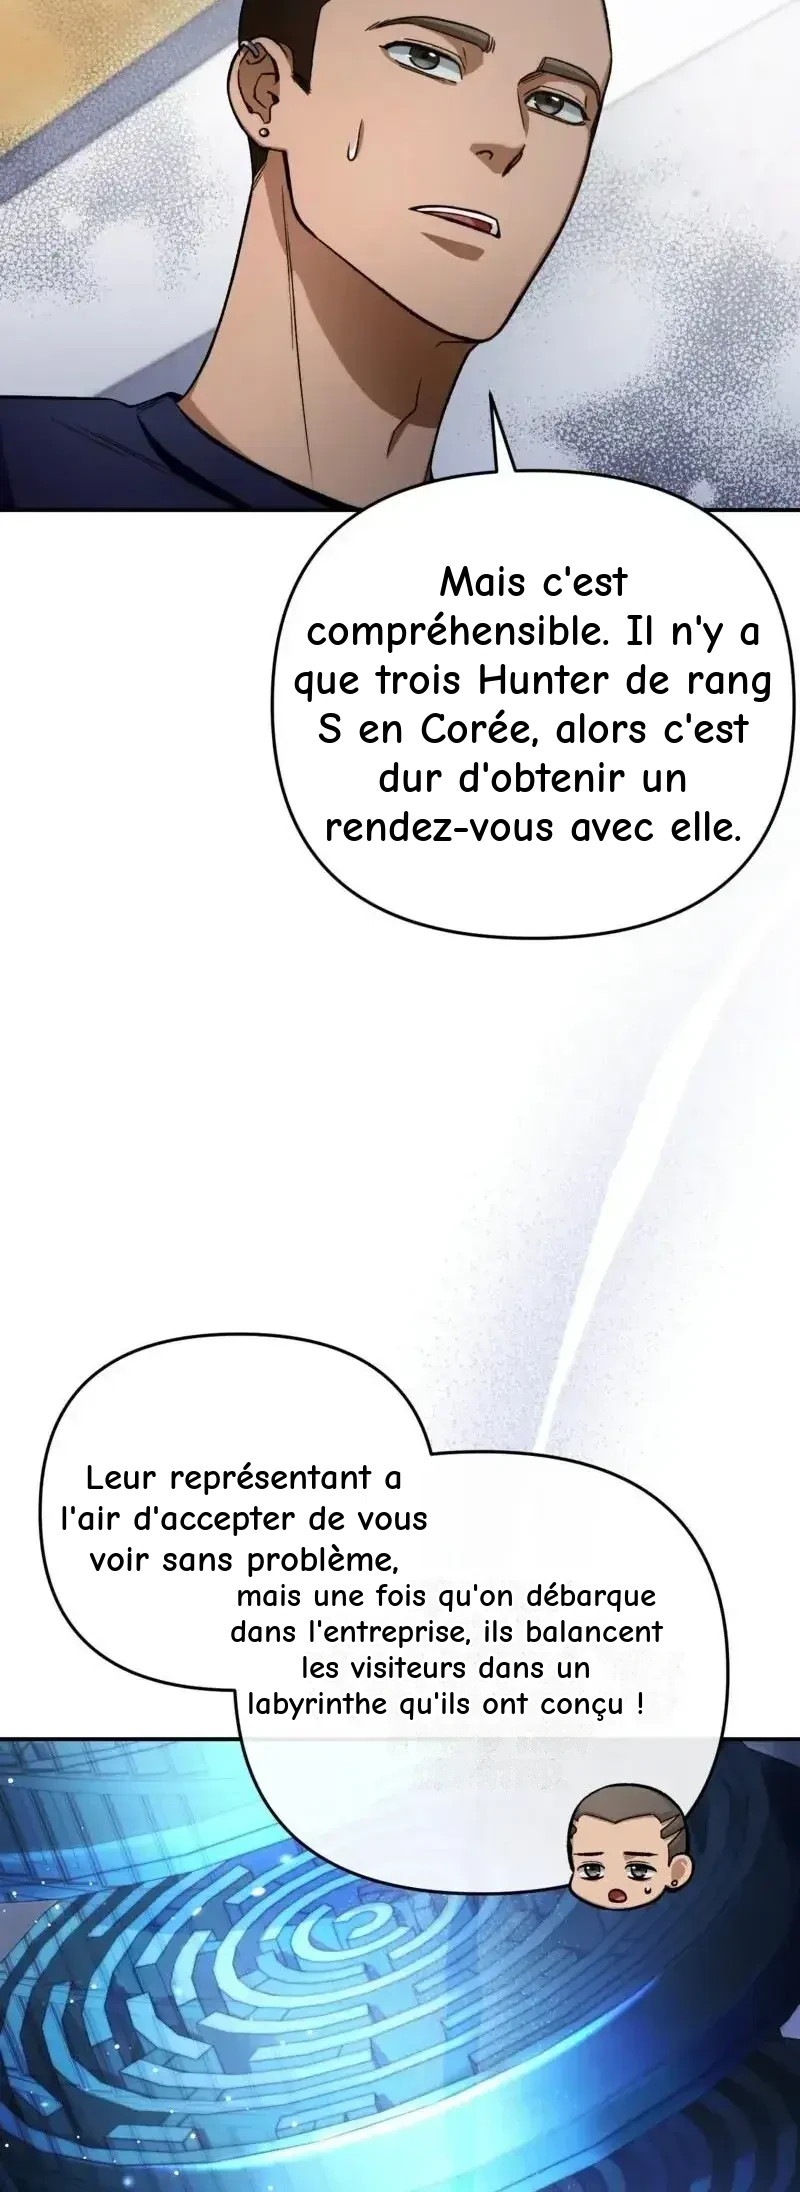 Mais c'est
compréhensible. Il n'y a
que trois Hunter de rang
S en Corée, alors c'est
dur d'obtenir un
rendez-vous avec elle.
Leur représentant a
l'air d'accepter de vous
voir sans problème,
mais une fois qu'on débarque
dans l'entreprise, ils balancent
les visiteurs dans un
labyrinthe qu'ils ont conçu !